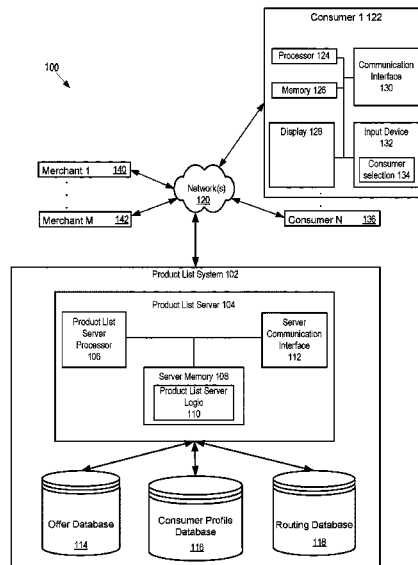 100
Consumer 1 122
Processor 124
Memory 126
Communication
Interface
130
Display 128
Input Device
132
Consumer
selection 134
Merchant 1 140
Merchant M 142
Network(s)
120
Consumer N 136
Product List System 102
Product List Server 104
Product List
Server
Processor
106
Server
Communication
Interface
112
Server Memory 108
Product List Server
Logic
110
Offer Database
114
Consumer Profile
Database
116
Routing Database
118